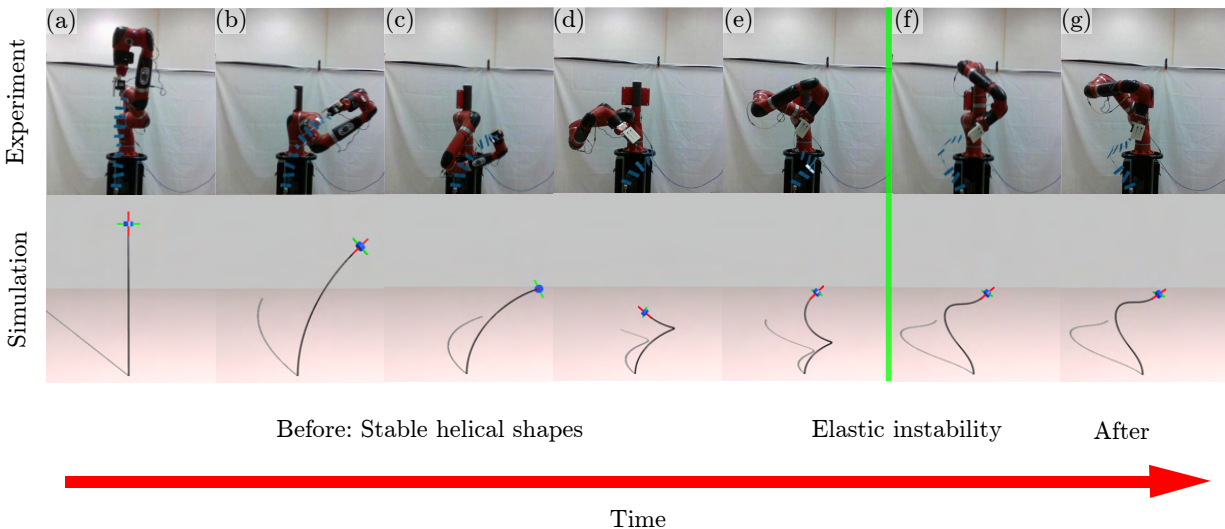 (a) (b) (c) (d) (e) (f) (g)
Experiment
Simulation
Before: Stable helical shapes Elastic instability After
Time